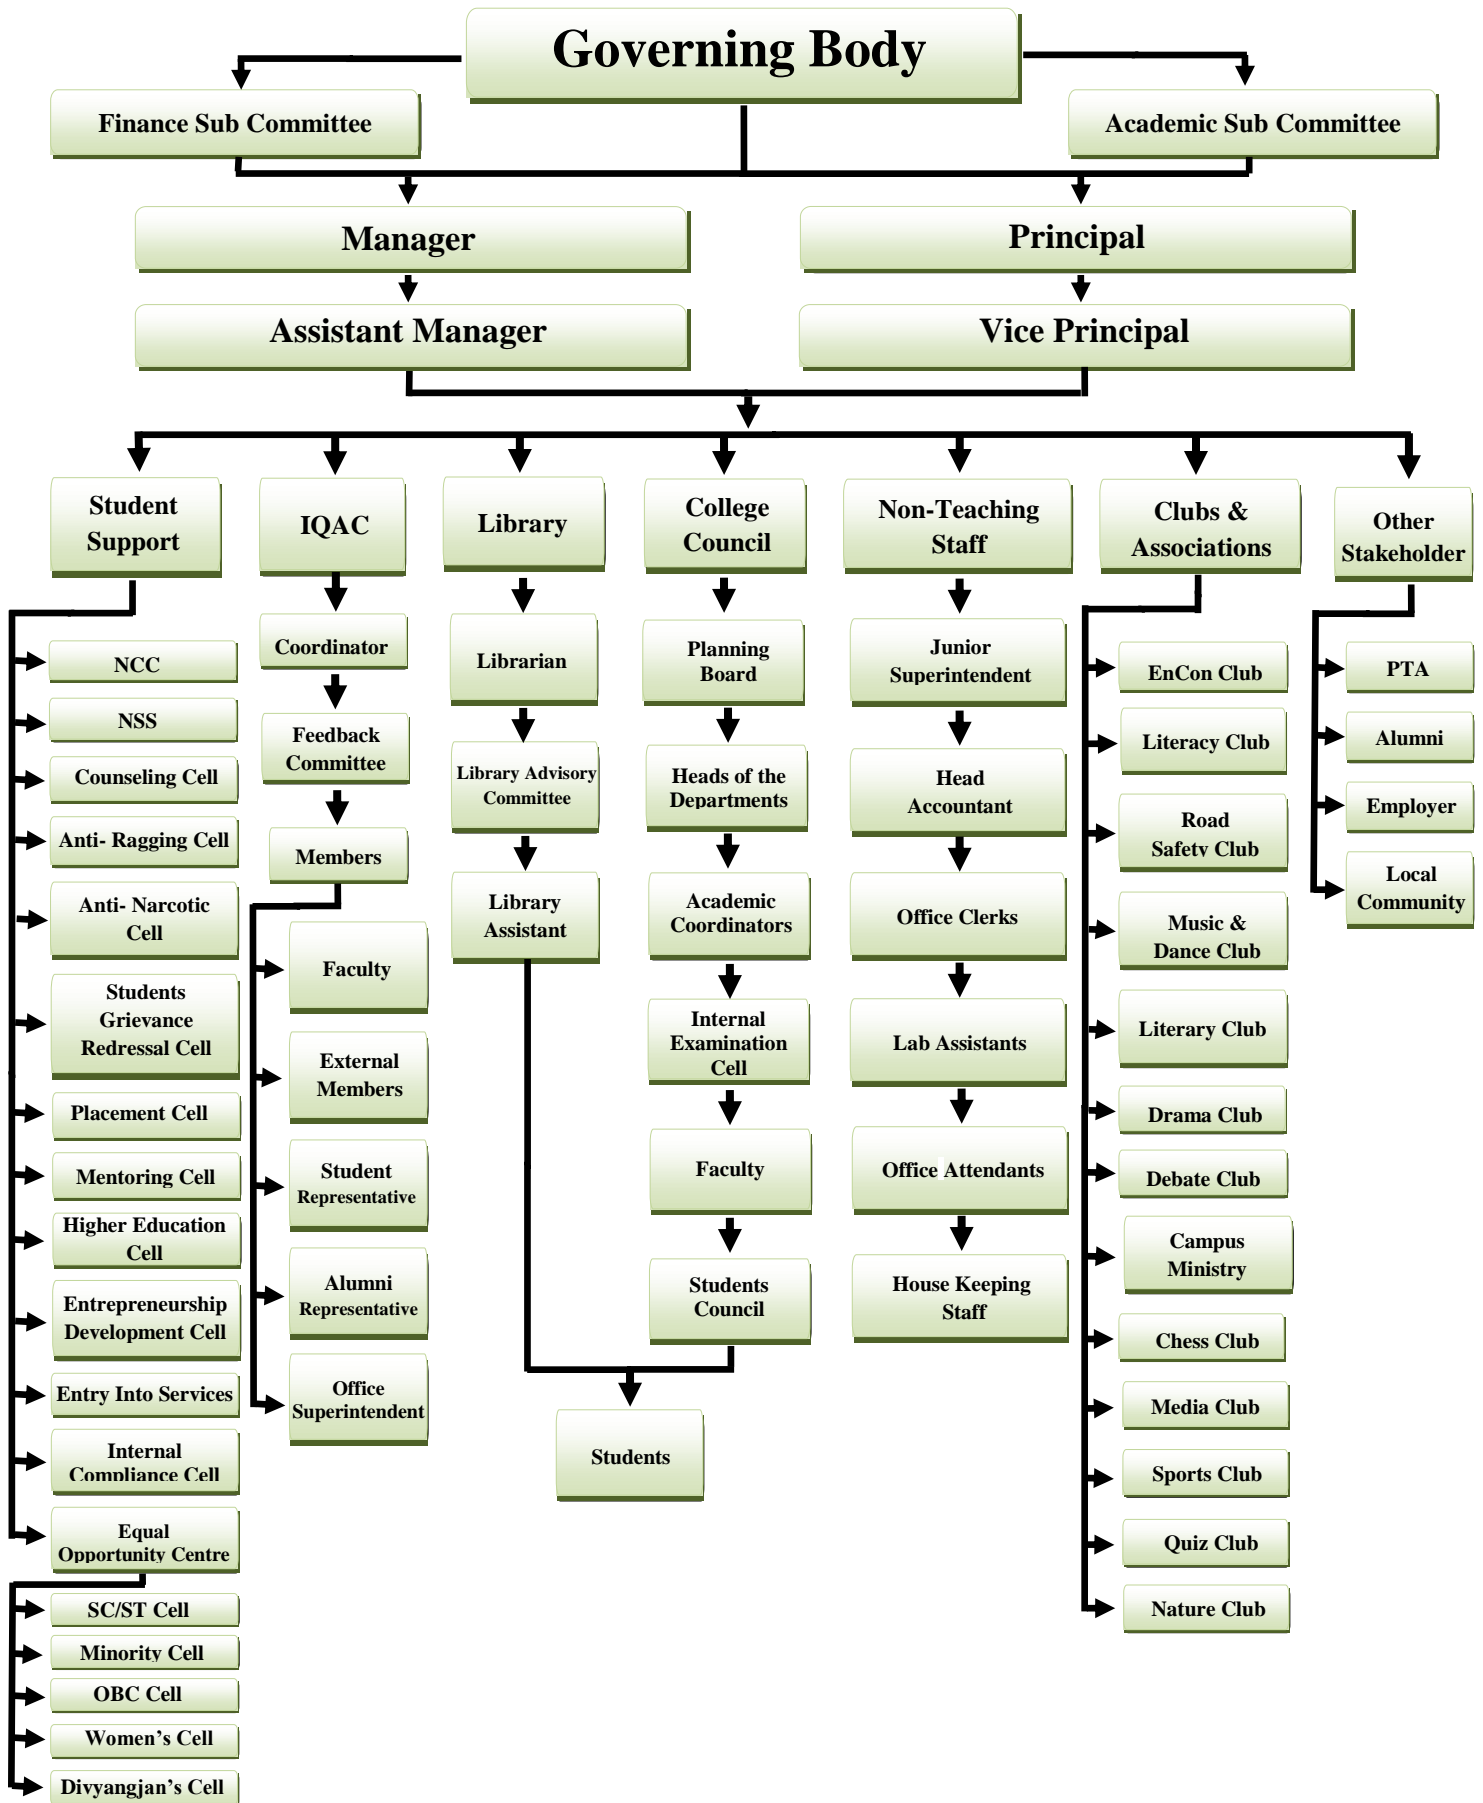 Governing Body
Finance Sub Committee
Academic Sub Committee
Manager
Principal
Assistant Manager
Vice Principal
Student
Support
IQAC
Library
College
Council
Non-Teaching
Staff
Clubs &
Associations
Other
Stakeholder
NCC
NSS
Counseling Cell
Anti- Ragging Cell
Anti- Narcotic
Cell
Students
Grievance
Redressal Cell
Placement Cell
Mentoring Cell
Higher Education
Cell
Entrepreneurship
Development Cell
Entry Into Services
Internal
Compliance Cell
Equal
Opportunity Centre
SC/ST Cell
Minority Cell
OBC Cell
Women's Cell
Divyangjan's Cell
Coordinator
Feedback
Committee
Members
Faculty
External
Members
Student
Representative
Alumni
Representative
Office
Superintendent
Librarian
Library Advisory
Committee
Library
Assistant
Planning
Board
Heads of the
Departments
Academic
Coordinators
Internal
Examination
Cell
Faculty
Students
Council
Students
Junior
Superintendent
Head
Accountant
Office Clerks
Lab Assistants
Office Attendants
House Keeping
Staff
EnCon Club
Literacy Club
Road
Safety Club
Music &
Dance Club
Literary Club
Drama Club
Debate Club
Campus
Ministry
Chess Club
Media Club
Sports Club
Quiz Club
Nature Club
PTA
Alumni
Employer
Local
Community